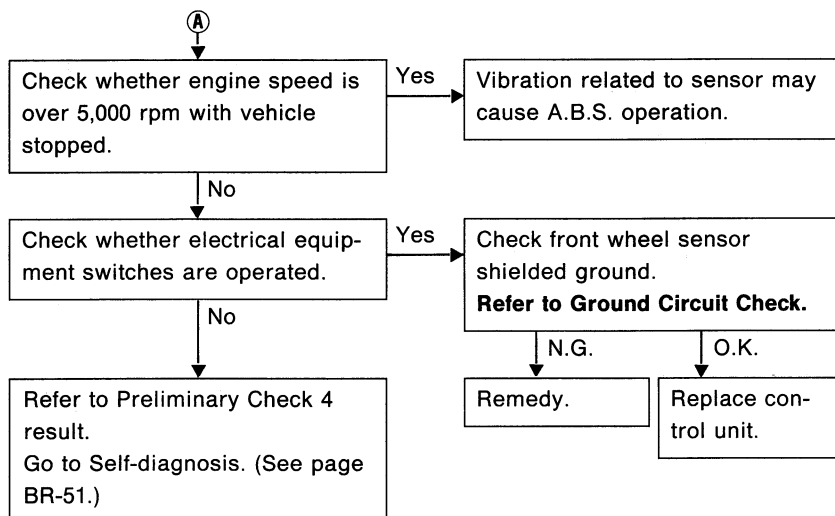 A
Check whether engine speed is
over 5,000 rpm with vehicle
stopped.
Yes
Vibration related to sensor may
cause A.B.S. operation.
No
Check whether electrical equip-
ment switches are operated.
Yes
Check front wheel sensor
shielded ground.
Refer to Ground Circuit Check.
No
N.G.
O.K.
Refer to Preliminary Check 4
result.
Go to Self-diagnosis. (See page
BR-51.)
Remedy.
Replace con-
trol unit.